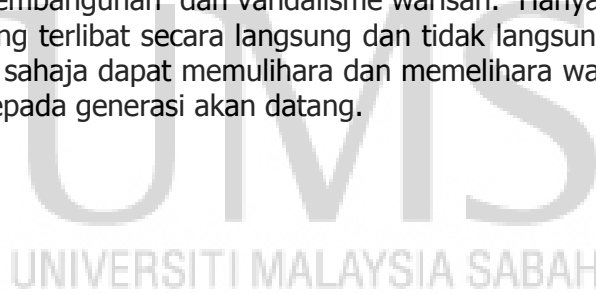 embangunan dan vandalisme warisan. Hanya
ng terlibat secara langsung dan tidak langsun
sahaja dapat memulihara dan memelihara wa
epada generasi akan datang.
UMS
UNIVERSITI MALAYSIA SABAH